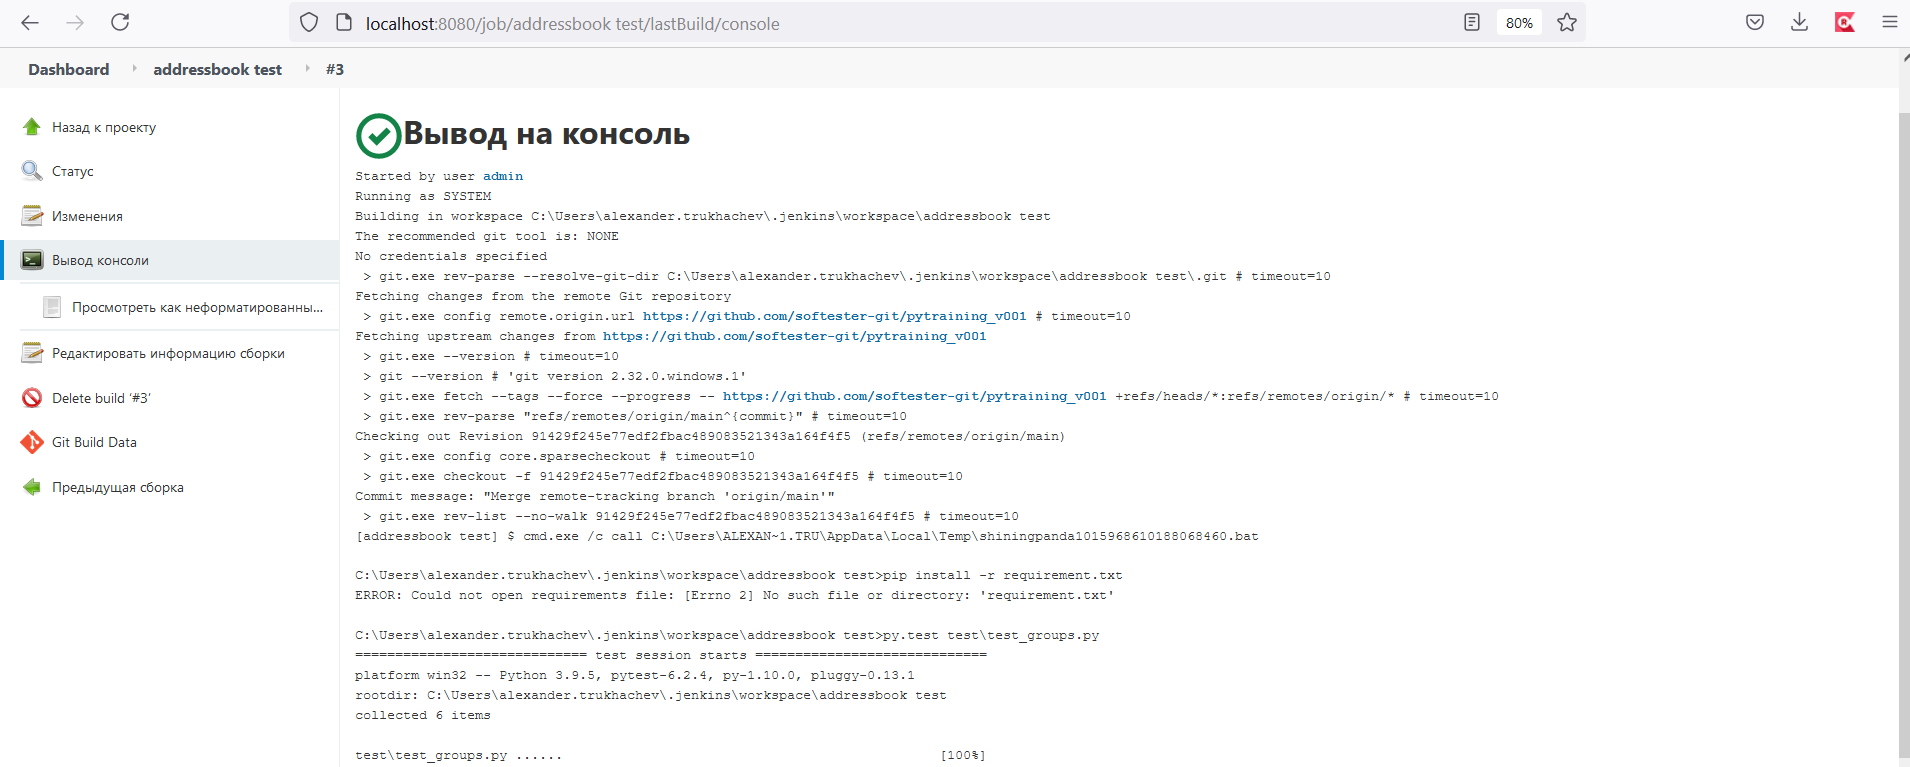 localhost:8080/job/addressbook test/lastBuild/console
80%
Dashboard addressbook test #3
Назад к проекту
Статус
Изменения
Вывод консоли
Просмотреть как неформатированны...
Редактировать информацию сборки
Delete build ‘#3’
Git Build Data
Предыдущая сборка
Вывод на консоль
Started by user admin
Running as SYSTEM
Building in workspace C:\Users\alexander.trukhachev\.jenkins\workspace\addressbook test
The recommended git tool is: NONE
No credentials specified
> git.exe rev-parse --resolve-git-dir C:\Users\alexander.trukhachev\.jenkins\workspace\addressbook test\.git # timeout=10
Fetching changes from the remote Git repository
> git.exe config remote.origin.url https://github.com/softester-git/pytraining_v001 # timeout=10
Fetching upstream changes from https://github.com/softester-git/pytraining_v001
> git.exe --version # timeout=10
> git --version # 'git version 2.32.0.windows.1'
> git.exe fetch --tags --force --progress -- https://github.com/softester-git/pytraining_v001 +refs/heads/*:refs/remotes/origin/* # timeout=10
> git.exe rev-parse "refs/remotes/origin/main^{commit}" # timeout=10
Checking out Revision 91429f245e77edf2fbac489083521343a164f4f5 (refs/remotes/origin/main)
> git.exe config core.sparsecheckout # timeout=10
> git.exe checkout -f 91429f245e77edf2fbac489083521343a164f4f5 # timeout=10
Commit message: "Merge remote-tracking branch 'origin/main'"
> git.exe rev-list --no-walk 91429f245e77edf2fbac489083521343a164f4f5 # timeout=10
[addressbook test] $ cmd.exe /c call C:\Users\ALEXAN~1.TRU\AppData\Local\Temp\shiningpanda1015968610188068460.bat
C:\Users\alexander.trukhachev\.jenkins\workspace\addressbook test>pip install -r requirement.txt
ERROR: Could not open requirements file: [Errno 2] No such file or directory: 'requirement.txt'
C:\Users\alexander.trukhachev\.jenkins\workspace\addressbook test>py.test test\test_groups.py
============================= test session starts =============================
platform win32 -- Python 3.9.5, pytest-6.2.4, py-1.10.0, pluggy-0.13.1
rootdir: C:\Users\alexander.trukhachev\.jenkins\workspace\addressbook test
collected 6 items
test\test_groups.py ...... [100%]